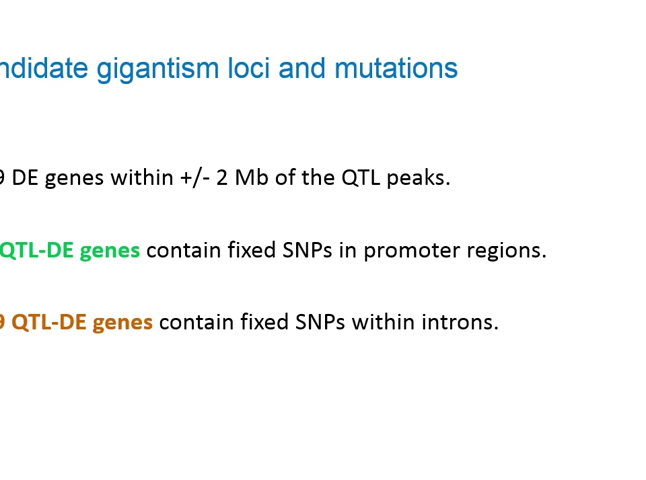 ndidate gigantism loci and mutations
9 DE genes within +/- 2 Mb of the QTL peaks.
QTL-DE genes contain fixed SNPs in promoter regions.
9 QTL-DE genes contain fixed SNPs within introns.